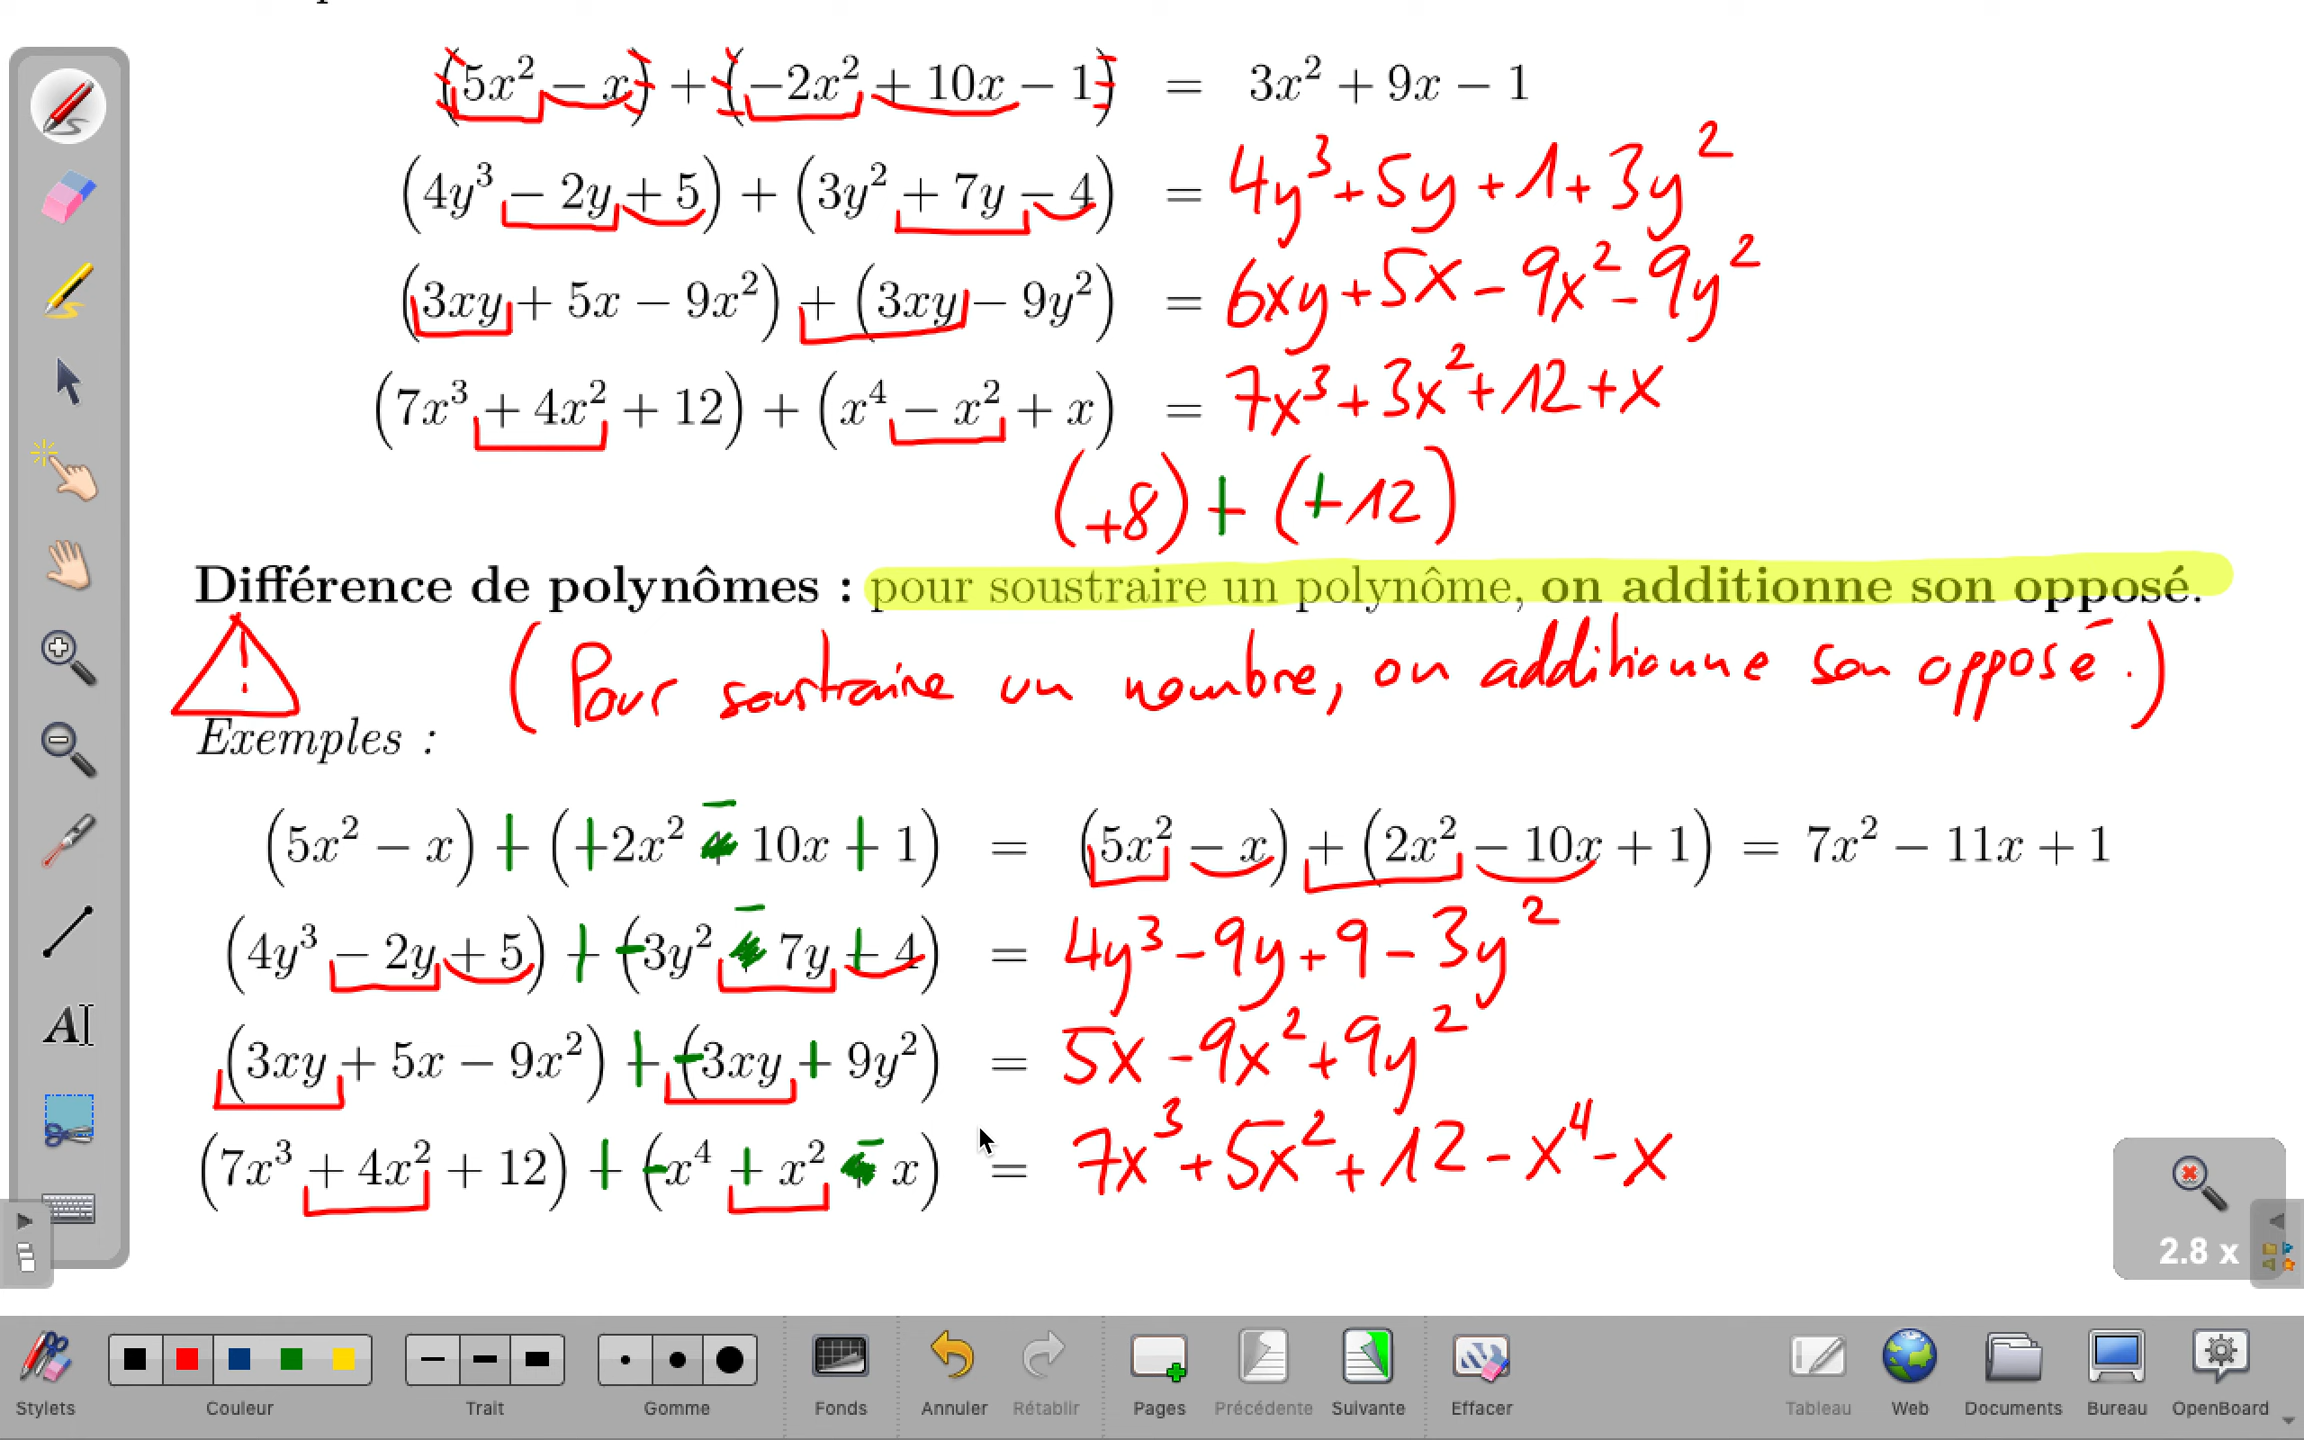 (5x² − x) + (−2x² + 10x − 1) = 3x² + 9x − 1
(4y³ − 2y + 5) + (3y² + 7y − 4) = 4y³ + 5y + 1 + 3y²
(3xy + 5x − 9x²) + (3xy − 9y²) = 6xy + 5x − 9x² − 9y²
(7x³ + 4x² + 12) + (x⁴ − x² + x) = 7x³ + 3x² + 12 + x
(+8) + (+12)
Différence de polynômes : pour soustraire un polynôme, on additionne son opposé.
(Pour soustraire un nombre, on additionne son opposé.)
Exemples :
(5x² − x) + (+2x² − 10x + 1) = (5x² − x) + (2x² − 10x + 1) = 7x² − 11x + 1
(4y³ − 2y + 5) + (−3y² − 7y + 4) = 4y³ − 9y + 9 − 3y²
(3xy + 5x − 9x²) + (−3xy + 9y²) = 5x − 9x² + 9y²
(7x³ + 4x² + 12) + (−x⁴ + x² − x) = 7x³ + 5x² + 12 − x⁴ − x
2.8 x
Stylets Couleur Trait Gomme Fonds Annuler Rétablir Pages Précédente Suivante Effacer Tableau Web Documents Bureau OpenBoard